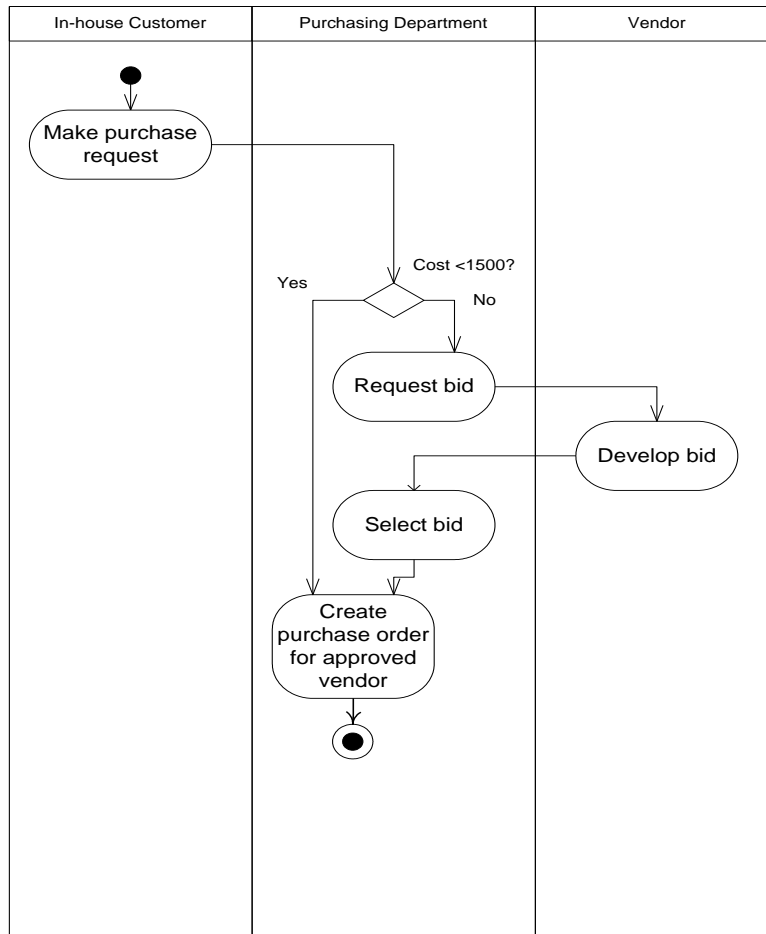 In-house Customer
Purchasing Department
Vendor
Make purchase
request
Cost <1500?
Yes
No
Request bid
Develop bid
Select bid
Create
purchase order
for approved
vendor